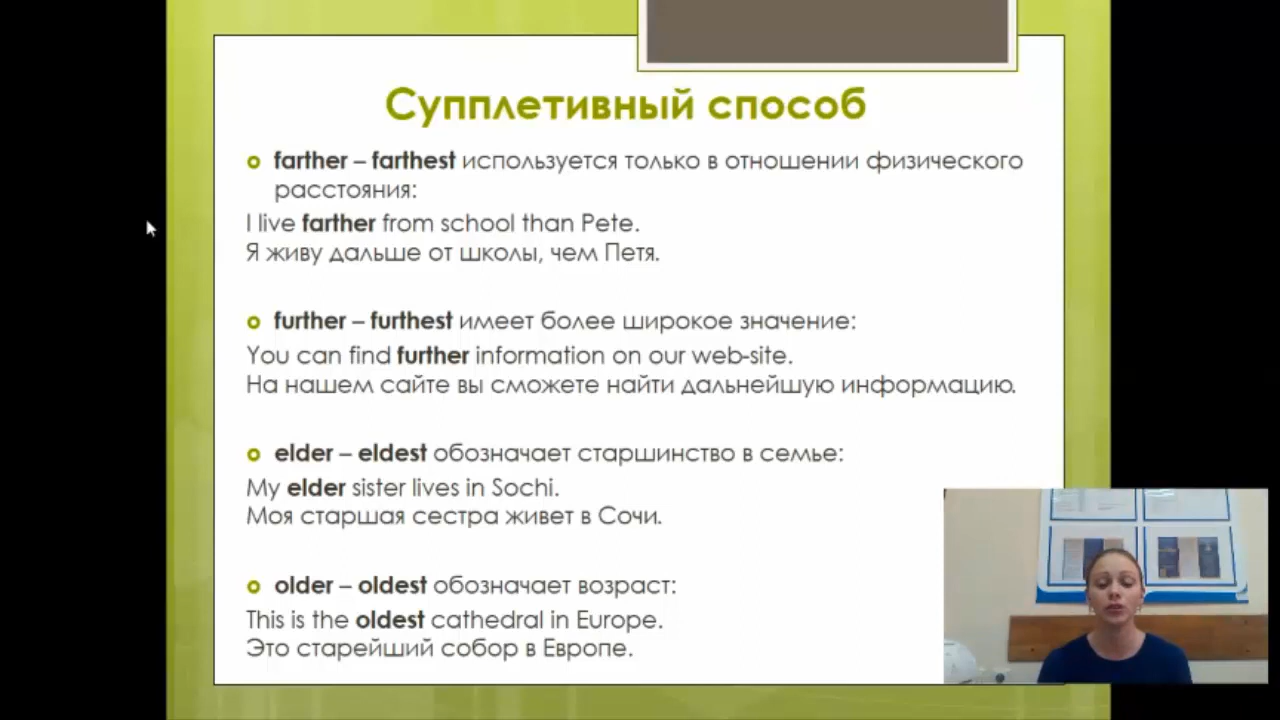 Супплетивный способ
farther – farthest используется только в отношении физического
расстояния:
I live farther from school than Pete.
Я живу дальше от школы, чем Петя.
further – furthest имеет более широкое значение:
You can find further information on our web-site.
На нашем сайте вы сможете найти дальнейшую информацию.
elder – eldest обозначает старшинство в семье:
My elder sister lives in Sochi.
Моя старшая сестра живет в Сочи.
older – oldest обозначает возраст:
This is the oldest cathedral in Europe.
Это старейший собор в Европе.